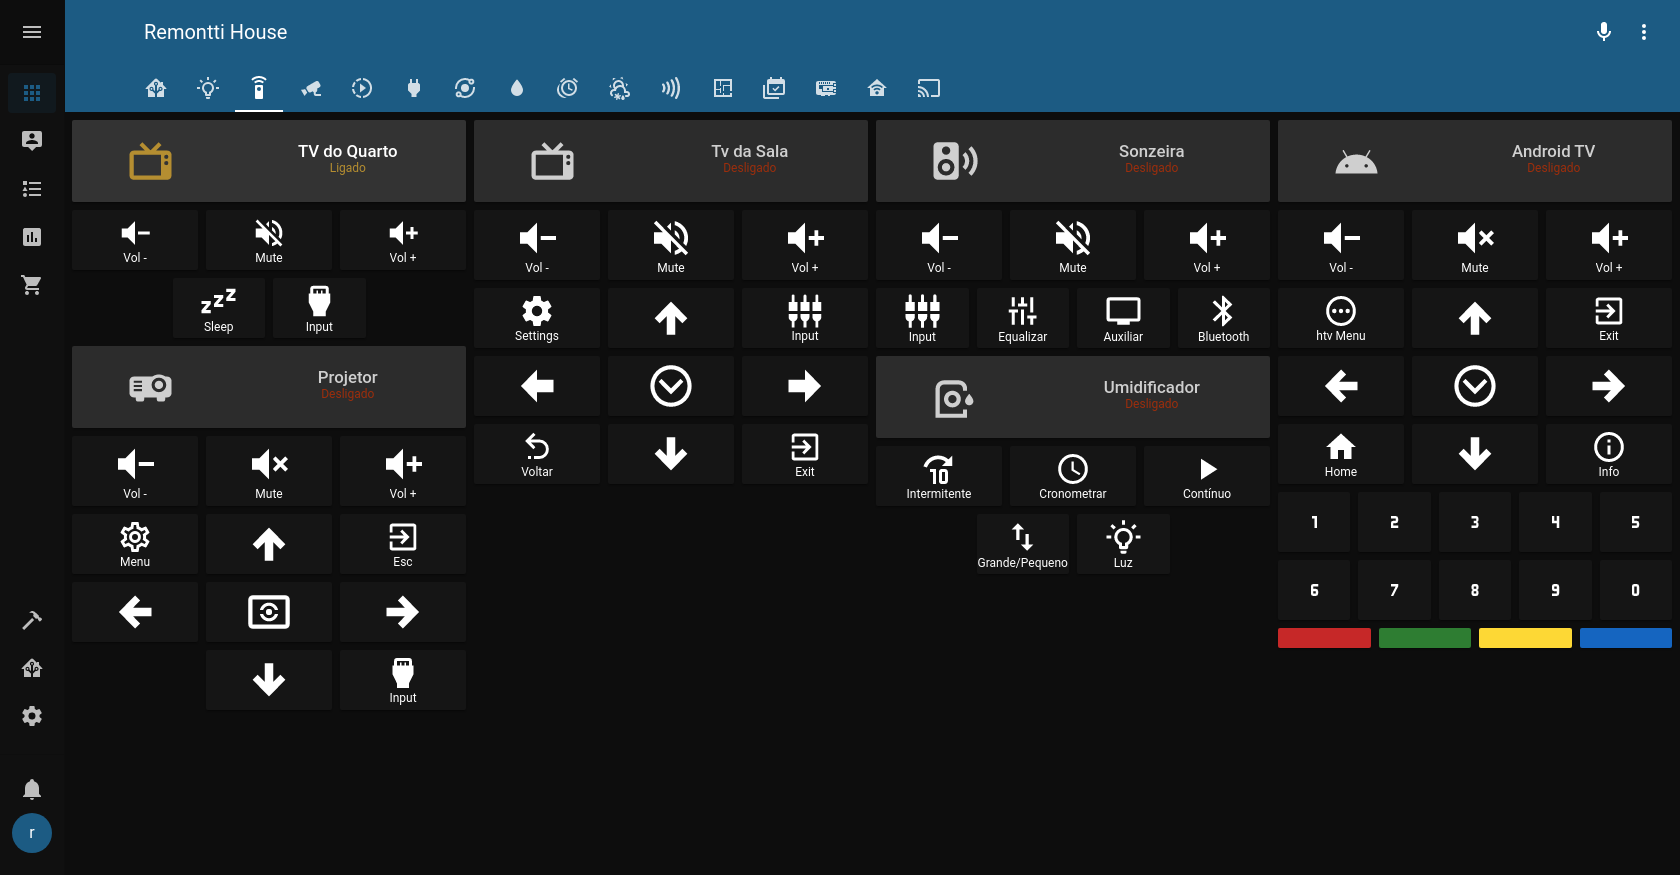 Remontti House
TV do Quarto
Ligado
Vol -
Mute
Vol +
Sleep
Input
Projetor
Desligado
Vol -
Mute
Vol +
Menu
Esc
Input
Tv da Sala
Desligado
Vol -
Mute
Vol +
Settings
Input
Voltar
Exit
Sonzeira
Desligado
Vol -
Mute
Vol +
Input
Equalizar
Auxiliar
Bluetooth
Umidificador
Desligado
10
Intermitente
Cronometrar
Contínuo
Grande/Pequeno
Luz
Android TV
Desligado
Vol -
Mute
Vol +
htv Menu
Exit
Home
Info
1 2 3 4 5
6 7 8 9 0
r